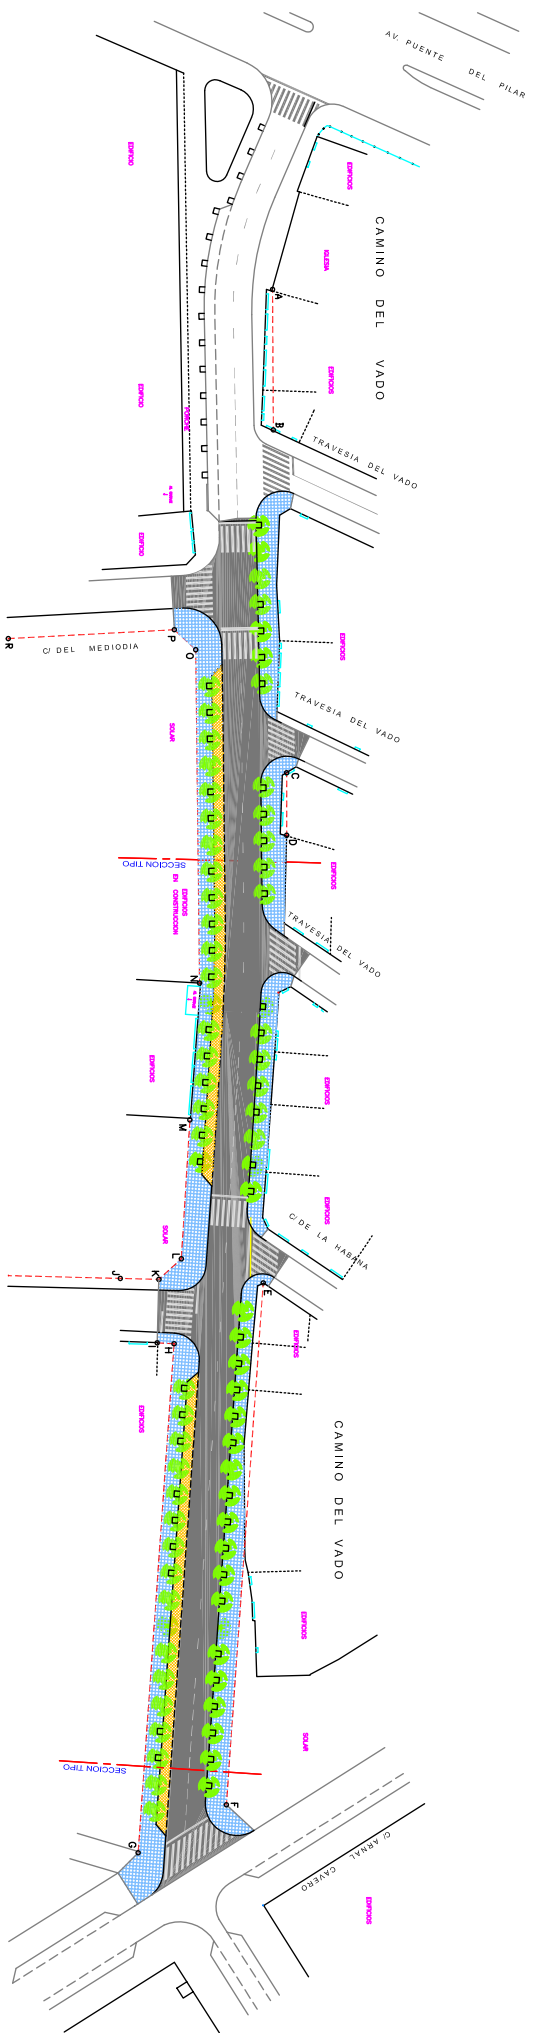 AV. PUENTE DEL PILAR
EDIFICIO
EDIFICIOS
CAMINO DEL VADO
IGLESIA
A
EDIFICIOS
EDIFICIO
PORCHE
B
TRAVESIA DEL VADO
EDIFICIO
P
R
C/ DEL MEDIODIA
O
EDIFICIOS
TRAVESIA DEL VADO
SOLAR
C
D
SECCION TIPO
EDIFICIOS
EDIFICIOS
EN CONSTRUCCION
TRAVESIA DEL VADO
N
EDIFICIOS
EDIFICIOS
M
EDIFICIOS
C/ DE LA HABANA
SOLAR
L
K
J
E
I
H
EDIFICIOS
EDIFICIOS
CAMINO DEL VADO
EDIFICIOS
SOLAR
SECCION TIPO
F
G
C/ ARNAL CAVERO
EDIFICIOS